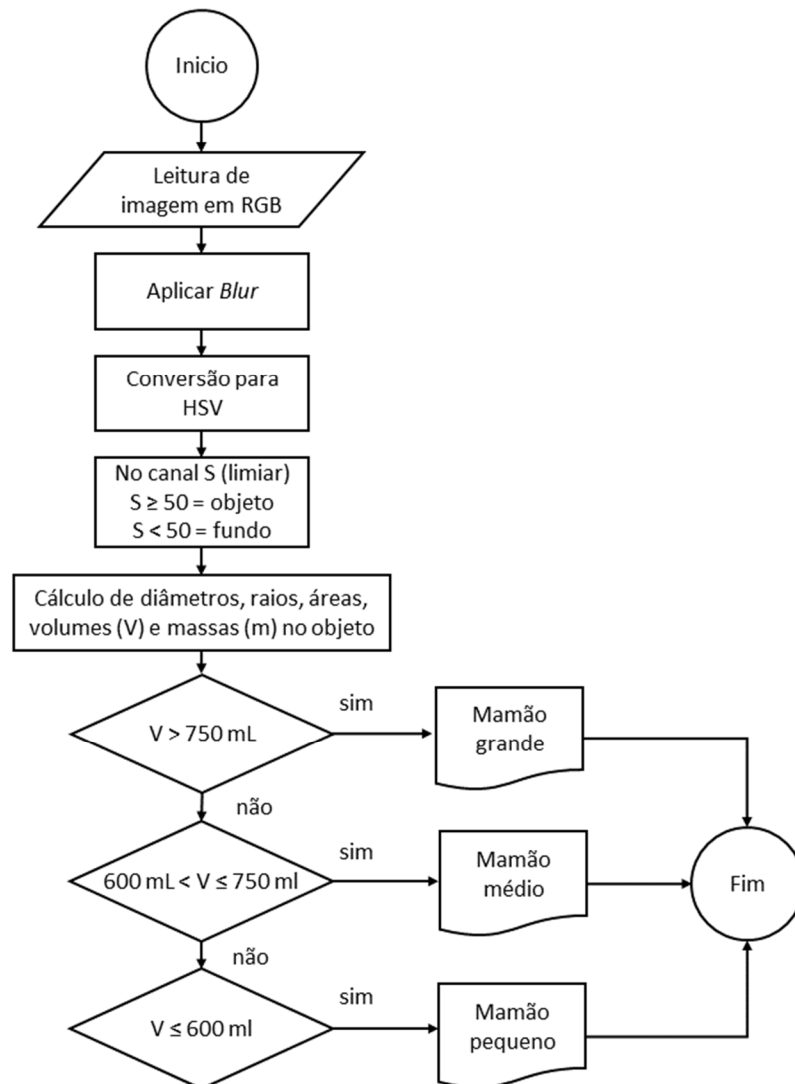 Inicio
Leitura de
imagem em RGB
Aplicar Blur
Conversão para
HSV
No canal S (limiar)
S ≥ 50 = objeto
S < 50 = fundo
Cálculo de diâmetros, raios, áreas,
volumes (V) e massas (m) no objeto
V > 750 mL
sim
Mamão
grande
não
600 mL < V ≤ 750 ml
sim
Mamão
médio
Fim
não
V ≤ 600 ml
sim
Mamão
pequeno